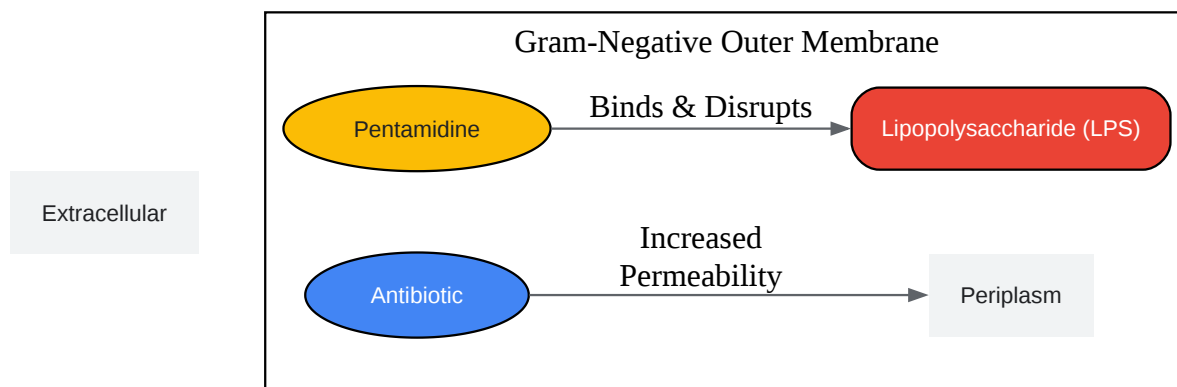 Gram-Negative Outer Membrane
Pentamidine
Binds & Disrupts
Lipopolysaccharide (LPS)
Extracellular
Antibiotic
Increased
Permeability
Periplasm